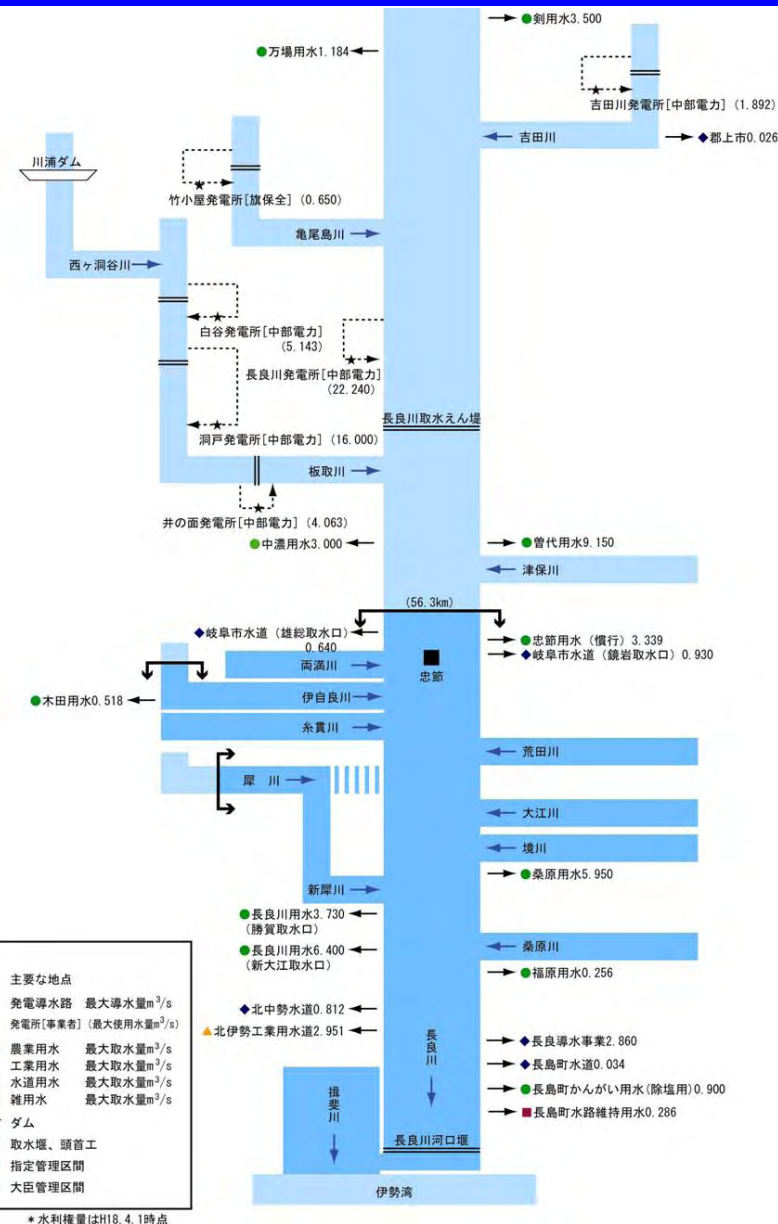 ●剣用水3.500
●万場用水1.184
吉田川発電所[中部電力] (1.892)
吉田川
◆郡上市0.026
川浦ダム
竹小屋発電所[旗保全] (0.650)
亀尾島川
西ヶ洞谷川
白谷発電所[中部電力]
(5.143)
長良川発電所[中部電力]
(22.240)
長良川取水えん堤
洞戸発電所[中部電力] (16.000)
板取川
井の面発電所[中部電力] (4.063)
●中濃用水3.000
●曽代用水9.150
津保川
(56.3km)
◆岐阜市水道 (雄総取水口)
0.640
●忠節用水 (慣行) 3.339
◆岐阜市水道 (鏡岩取水口) 0.930
両満川
忠節
伊自良川
●木田用水0.518
糸貫川
荒田川
犀 川
大江川
境川
●桑原用水5.950
新犀川
●長良川用水3.730
(勝賀取水口)
●長良川用水6.400
(新大江取水口)
桑原川
●福原用水0.256
◆北中勢水道0.812
▲北伊勢工業用水道2.951
長良川
◆長良導水事業2.860
◆長島町水道0.034
●長島町かんがい用水(除塩用)0.900
■長島町水路維持用水0.286
揖斐川
長良川河口堰
伊勢湾
主要な地点
発電導水路 最大導水量m³/s
発電所[事業者] (最大使用水量m³/s)
農業用水 最大取水量m³/s
工業用水 最大取水量m³/s
水道用水 最大取水量m³/s
雑用水 最大取水量m³/s
ダム
取水堰、頭首工
指定管理区間
大臣管理区間
*水利権量はH18.4.1時点